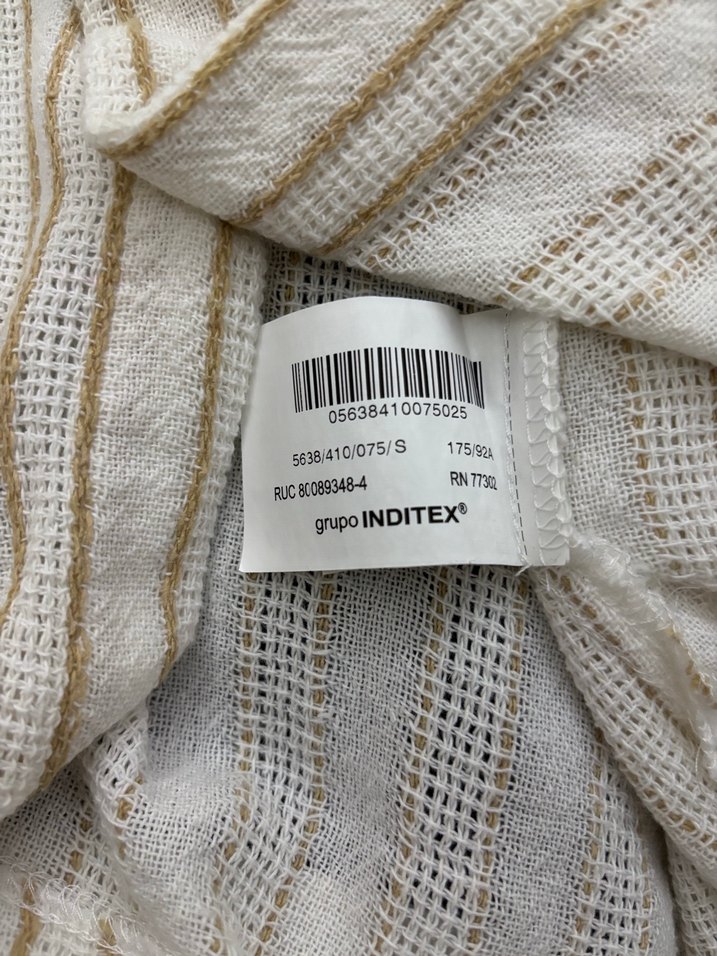 05638410075025
5638/410/075/S 175/92A
RUC 80089348-4 RN 77302
grupo INDITEX®